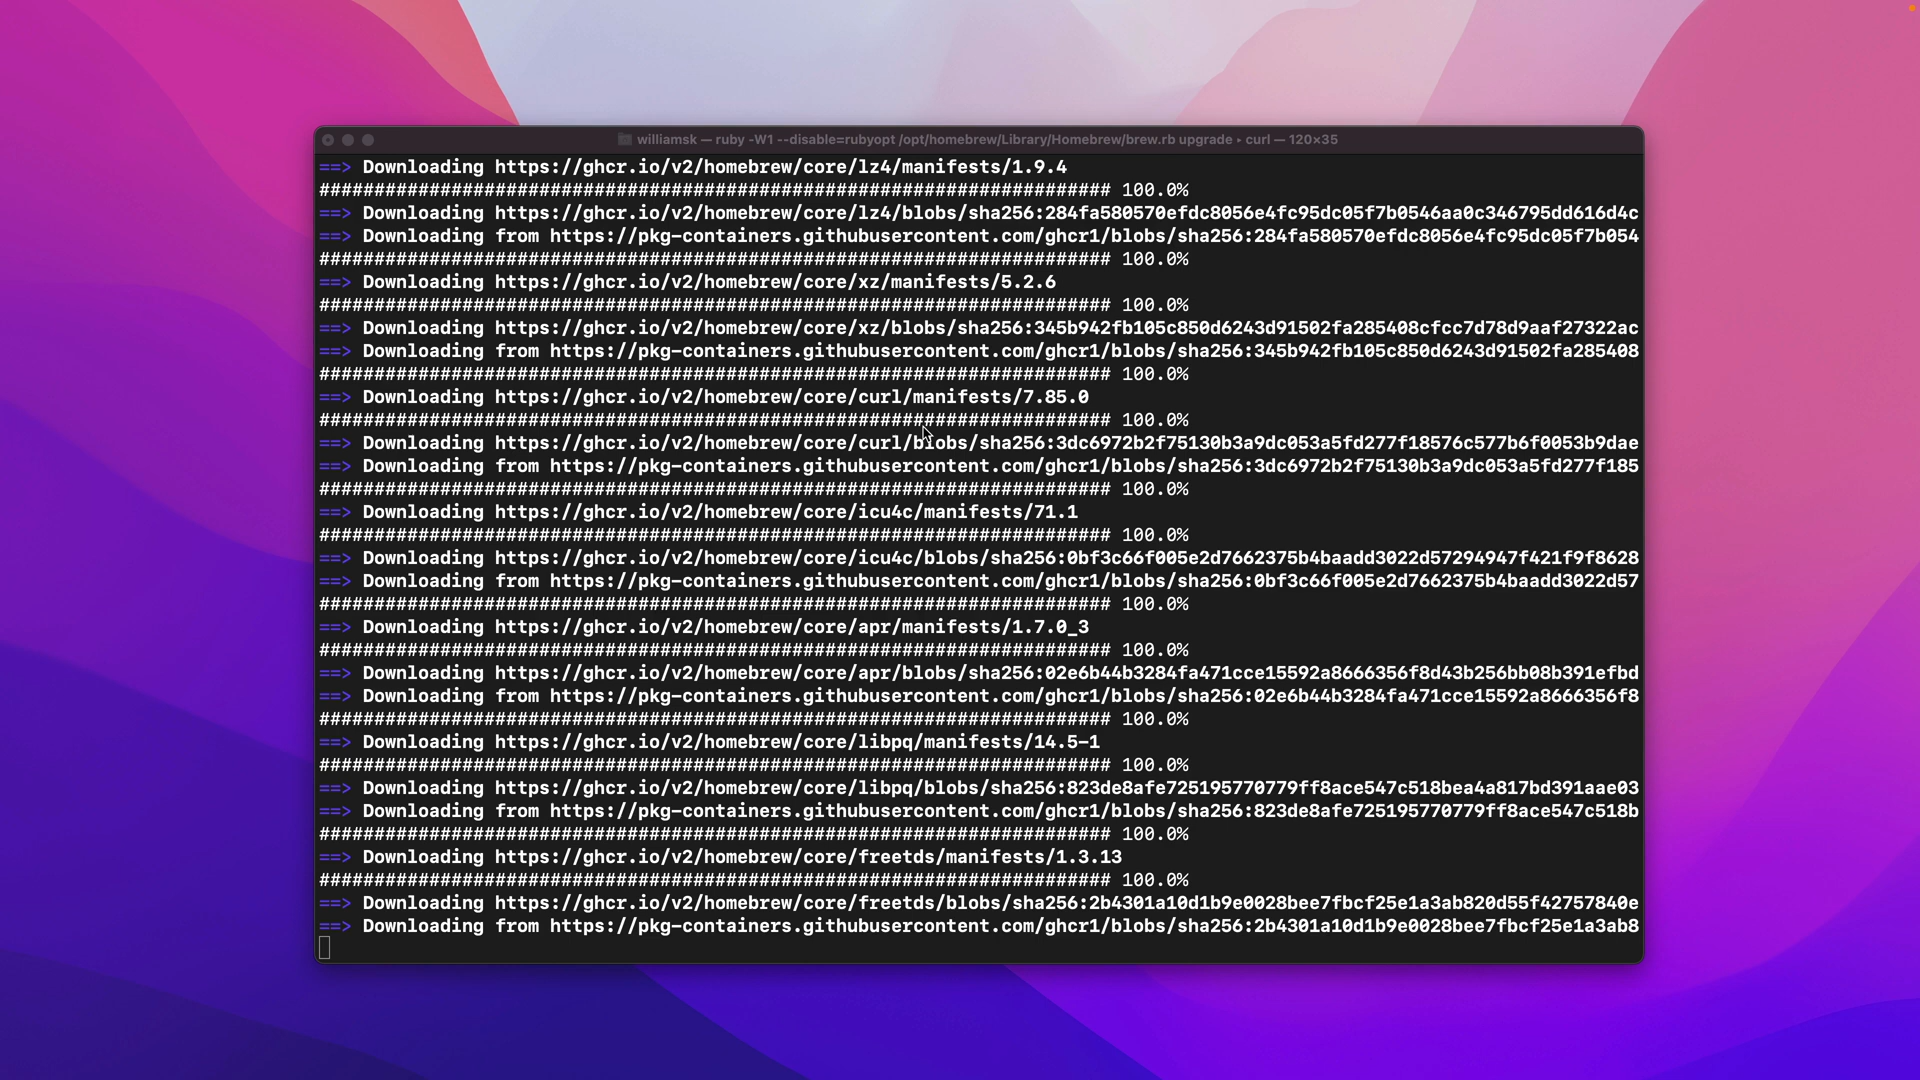 williamsk — ruby -W1 --disable=rubyopt /opt/homebrew/Library/Homebrew/brew.rb upgrade ▸ curl — 120×35
==> Downloading https://ghcr.io/v2/homebrew/core/lz4/manifests/1.9.4
######################################################################## 100.0%
==> Downloading https://ghcr.io/v2/homebrew/core/lz4/blobs/sha256:284fa580570efdc8056e4fc95dc05f7b0546aa0c346795dd616d4c
==> Downloading from https://pkg-containers.githubusercontent.com/ghcr1/blobs/sha256:284fa580570efdc8056e4fc95dc05f7b054
######################################################################## 100.0%
==> Downloading https://ghcr.io/v2/homebrew/core/xz/manifests/5.2.6
######################################################################## 100.0%
==> Downloading https://ghcr.io/v2/homebrew/core/xz/blobs/sha256:345b942fb105c850d6243d91502fa285408cfcc7d78d9aaf27322ac
==> Downloading from https://pkg-containers.githubusercontent.com/ghcr1/blobs/sha256:345b942fb105c850d6243d91502fa285408
######################################################################## 100.0%
==> Downloading https://ghcr.io/v2/homebrew/core/curl/manifests/7.85.0
######################################################################## 100.0%
==> Downloading https://ghcr.io/v2/homebrew/core/curl/blobs/sha256:3dc6972b2f75130b3a9dc053a5fd277f18576c577b6f0053b9dae
==> Downloading from https://pkg-containers.githubusercontent.com/ghcr1/blobs/sha256:3dc6972b2f75130b3a9dc053a5fd277f185
######################################################################## 100.0%
==> Downloading https://ghcr.io/v2/homebrew/core/icu4c/manifests/71.1
######################################################################## 100.0%
==> Downloading https://ghcr.io/v2/homebrew/core/icu4c/blobs/sha256:0bf3c66f005e2d7662375b4baadd3022d57294947f421f9f8628
==> Downloading from https://pkg-containers.githubusercontent.com/ghcr1/blobs/sha256:0bf3c66f005e2d7662375b4baadd3022d57
######################################################################## 100.0%
==> Downloading https://ghcr.io/v2/homebrew/core/apr/manifests/1.7.0_3
######################################################################## 100.0%
==> Downloading https://ghcr.io/v2/homebrew/core/apr/blobs/sha256:02e6b44b3284fa471cce15592a8666356f8d43b256bb08b391efbd
==> Downloading from https://pkg-containers.githubusercontent.com/ghcr1/blobs/sha256:02e6b44b3284fa471cce15592a8666356f8
######################################################################## 100.0%
==> Downloading https://ghcr.io/v2/homebrew/core/libpq/manifests/14.5-1
######################################################################## 100.0%
==> Downloading https://ghcr.io/v2/homebrew/core/libpq/blobs/sha256:823de8afe725195770779ff8ace547c518bea4a817bd391aae03
==> Downloading from https://pkg-containers.githubusercontent.com/ghcr1/blobs/sha256:823de8afe725195770779ff8ace547c518b
######################################################################## 100.0%
==> Downloading https://ghcr.io/v2/homebrew/core/freetds/manifests/1.3.13
######################################################################## 100.0%
==> Downloading https://ghcr.io/v2/homebrew/core/freetds/blobs/sha256:2b4301a10d1b9e0028bee7fbcf25e1a3ab820d55f42757840e
==> Downloading from https://pkg-containers.githubusercontent.com/ghcr1/blobs/sha256:2b4301a10d1b9e0028bee7fbcf25e1a3ab8